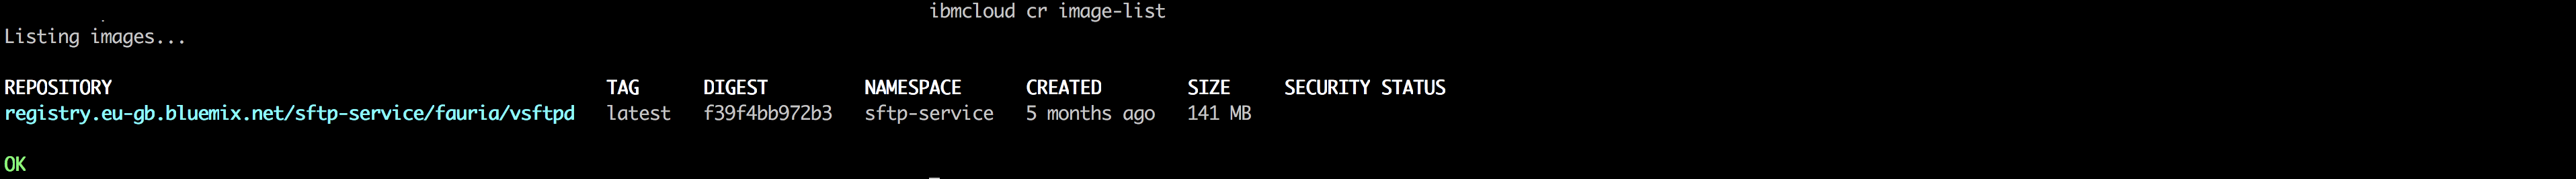 ibmcloud cr image-list
Listing images...
REPOSITORY TAG DIGEST NAMESPACE CREATED SIZE SECURITY STATUS
registry.eu-gb.bluemix.net/sftp-service/fauria/vsftpd latest f39f4bb972b3 sftp-service 5 months ago 141 MB
OK